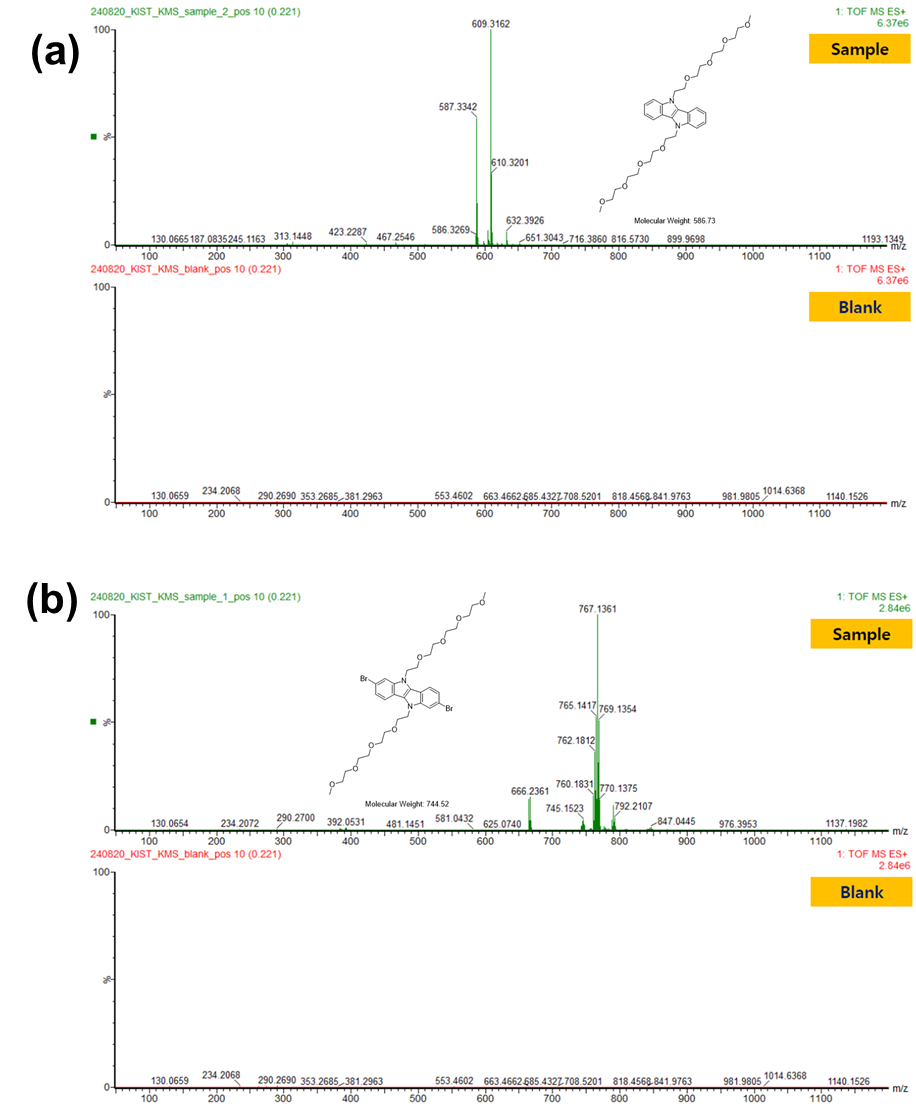 (a)
240820_KIST_KMS_sample_2_pos 10 (0.221)
1: TOF MS ES+
6.37e6
Sample
100
%
0
609.3162
587.3342
610.3201
586.3269
632.3926
130.0665 187.0835 245.1163 313.1448 423.2287 467.2546 651.3043 716.3860 816.5730 899.9698 1193.1349
m/z
100 200 300 400 500 600 700 800 900 1000 1100
O O O O N
N O O O O
Molecular Weight: 586.73
240820_KIST_KMS_blank_pos 10 (0.221)
1: TOF MS ES+
6.37e6
Blank
100
%
0
130.0659 234.2068 290.2690 353.2685 381.2963 553.4602 663.4662 685.4327 708.5201 818.4568 841.9763 981.9805 1014.6368 1140.1526
m/z
100 200 300 400 500 600 700 800 900 1000 1100
(b)
240820_KIST_KMS_sample_1_pos 10 (0.221)
1: TOF MS ES+
2.84e6
Sample
100
%
0
767.1361
765.1417 769.1354
762.1812
760.1831 770.1375
666.2361
745.1523 792.2107
130.0654 234.2072 290.2700 392.0531 481.1451 581.0432 625.0740 847.0445 976.3953 1137.1982
m/z
100 200 300 400 500 600 700 800 900 1000 1100
O O O O N
Br
Br
N O O O O
Molecular Weight: 744.52
240820_KIST_KMS_blank_pos 10 (0.221)
1: TOF MS ES+
2.84e6
Blank
100
%
0
130.0659 234.2068 290.2690 353.2685 381.2963 553.4602 663.4662 685.4327 708.5201 818.4568 841.9763 981.9805 1014.6368 1140.1526
m/z
100 200 300 400 500 600 700 800 900 1000 1100